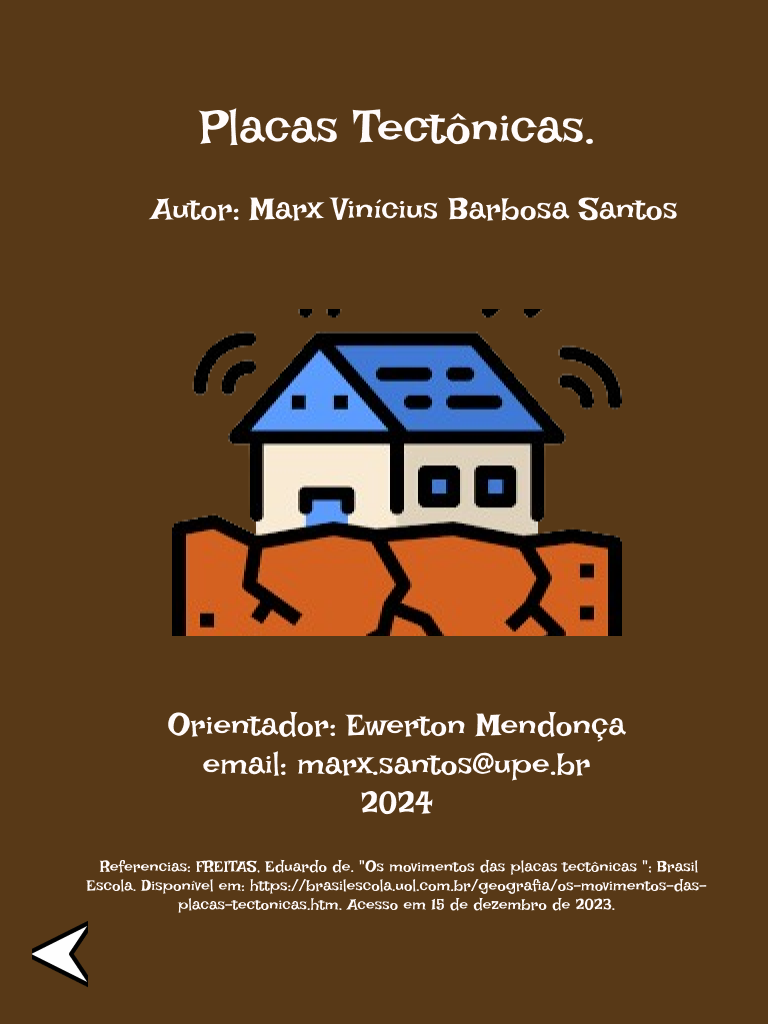 Placas Tectônicas.
Autor: Marx Vinícius Barbosa Santos
Orientador: Ewerton Mendonça
email: marx.santos@upe.br
2024
Referencias: FREITAS, Eduardo de. "Os movimentos das placas tectônicas "; Brasil
Escola. Disponível em: https://brasilescola.uol.com.br/geografia/os-movimentos-das-
placas-tectonicas.htm. Acesso em 15 de dezembro de 2023.